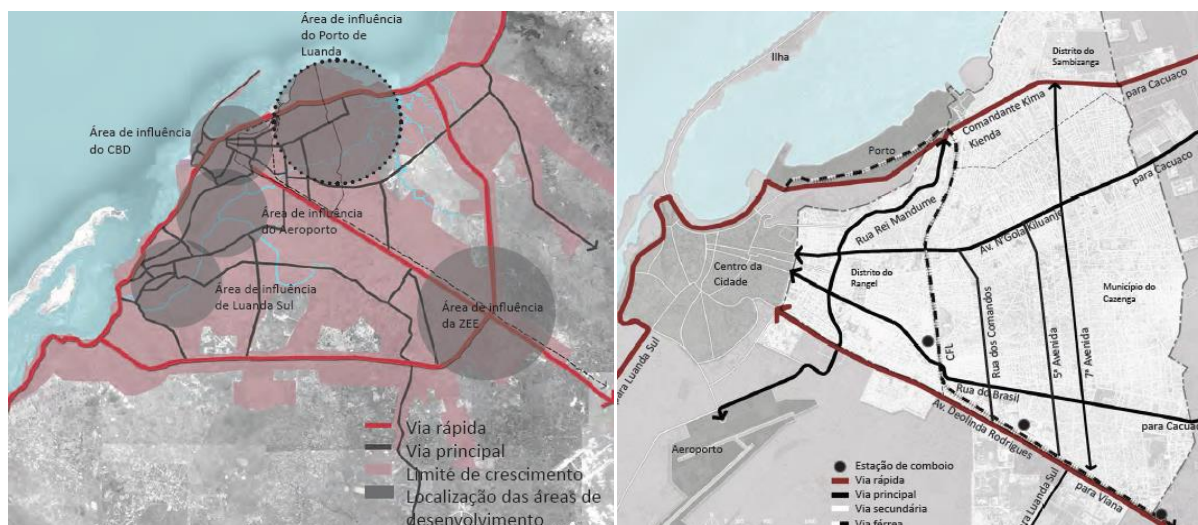 Área de influência
do Porto de
Luanda
Área de influência
do CBD
Área de influência
do Aeroporto
Área de influência
de Luanda Sul
Área de influência
da ZEE
Via rápida
Via principal
Limité de crescimento
Localização das áreas de
desenvolvimento
Ilha
Distrito do
Sambizanga
para Cacuaco
Comandante Kima
Kienda
Porto
para Cacuaco
Rua Rei Mandume
Av. N'Gola Kiluanje
Centro da
Cidade
Distrito do
Rangel
Município do
Cazenga
CFL
Rua dos Comandos
5ª Avenida
7ª Avenida
para Luanda Sul
Rua do Brasil
Av. Deolinda Rodrigues
para Cacuaco
Aeroporto
para Luanda Sul
para Viana
Estação de comboio
Via rápida
Via principal
Via secundária
Via férrea